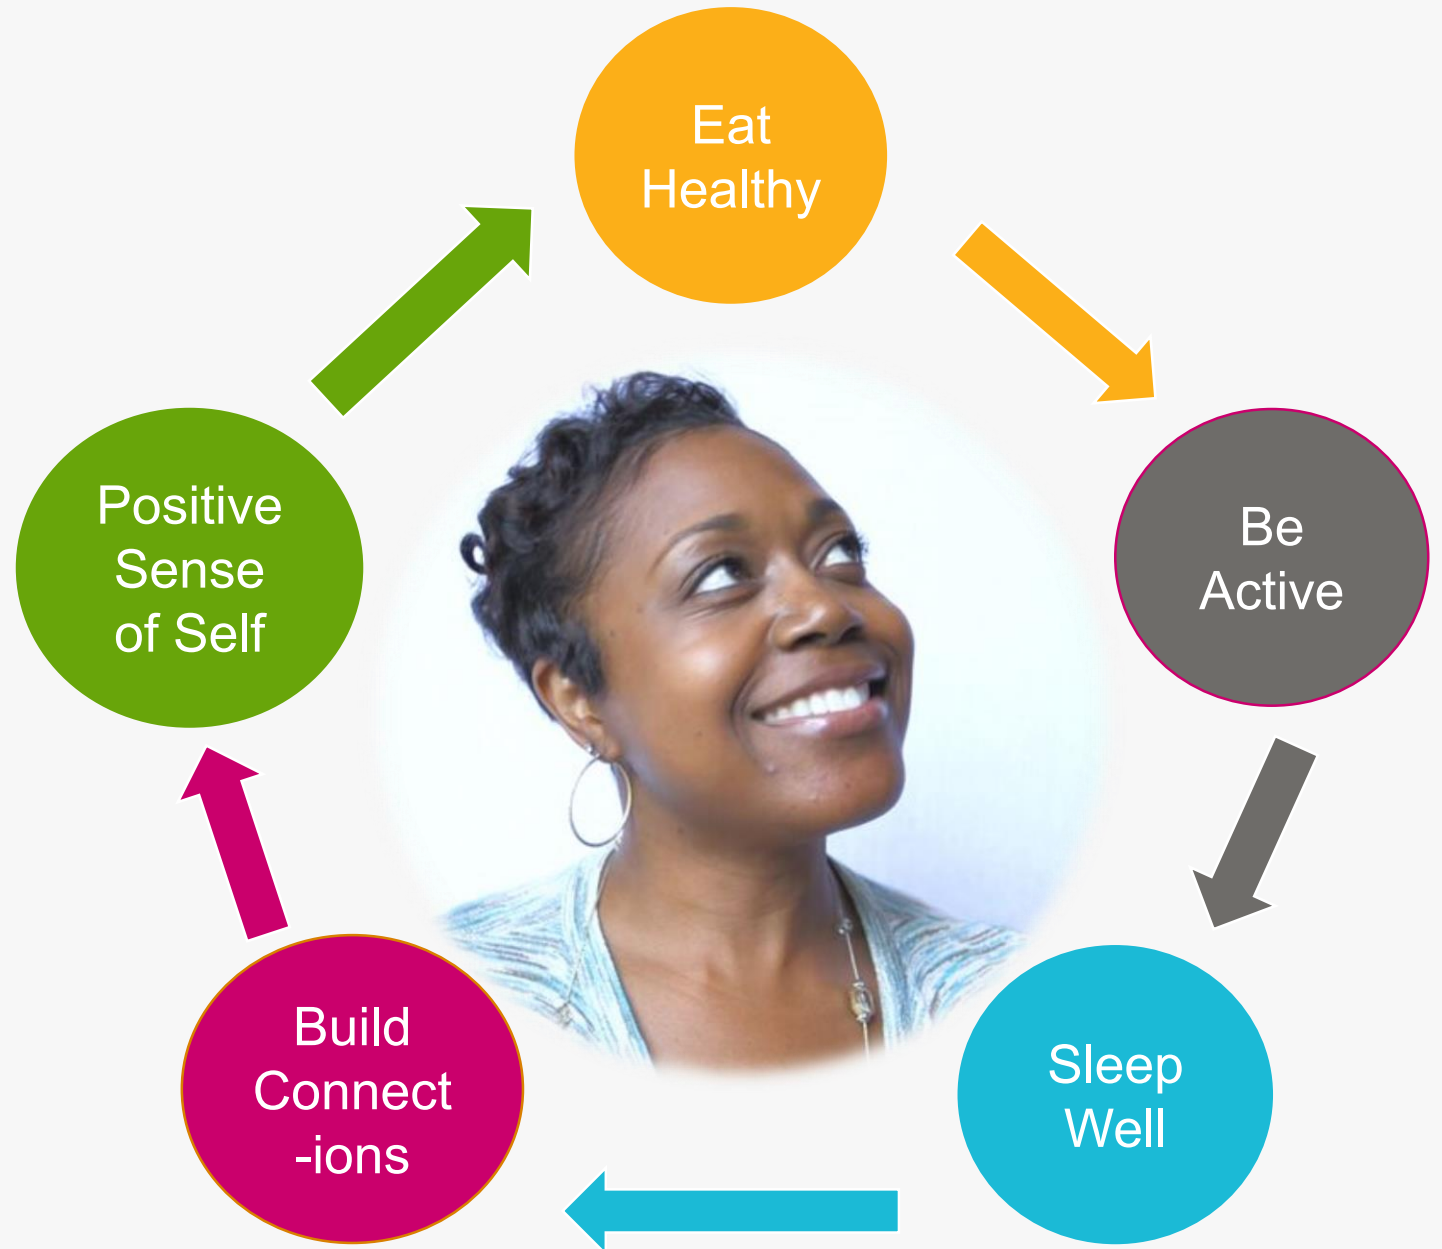 Eat
Healthy
Be
Active
Sleep
Well
Build
Connect
-ions
Positive
Sense
of Self